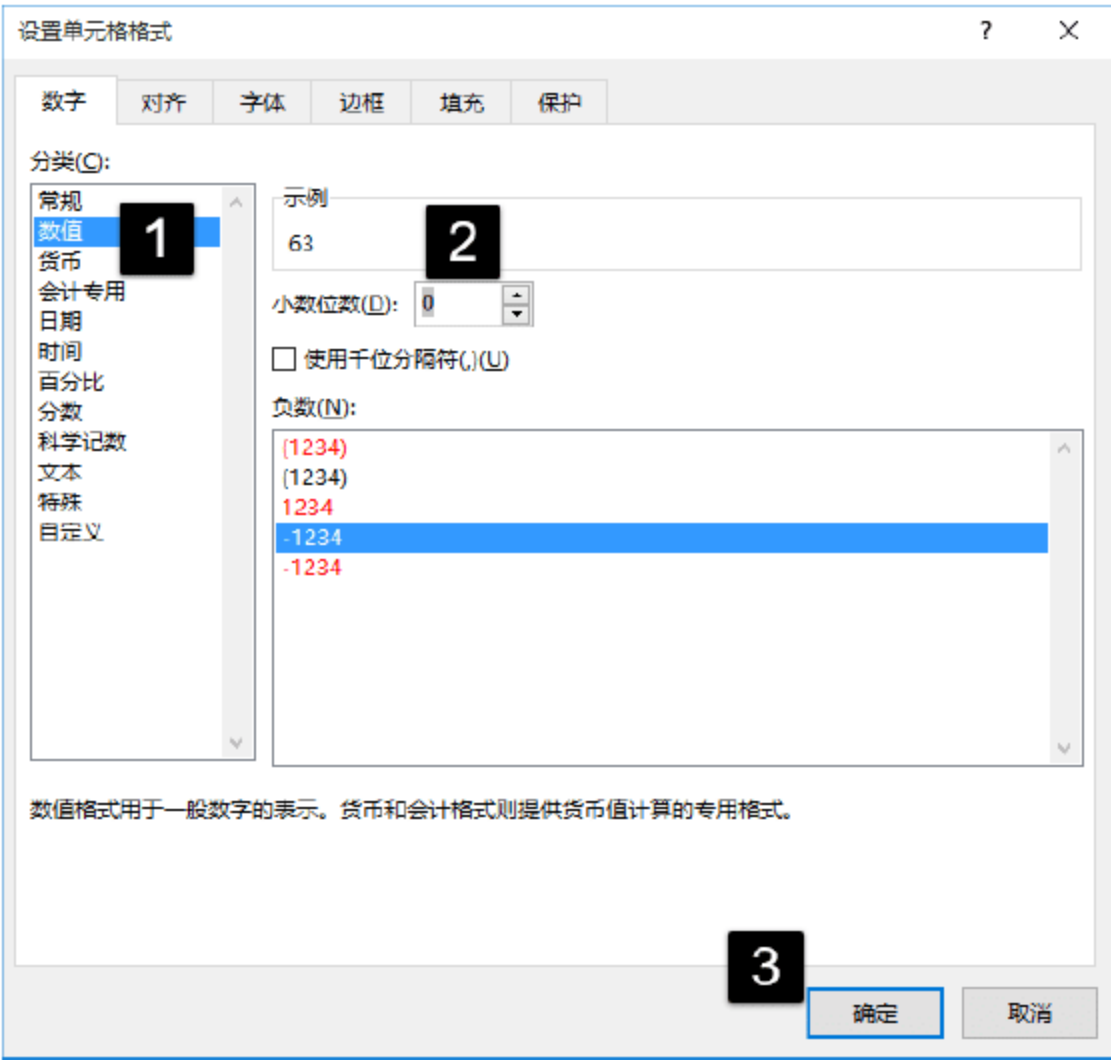 设置单元格格式 ? ×
数字 对齐 字体 边框 填充 保护
分类(C):
常规
数值
货币
会计专用
日期
时间
百分比
分数
科学记数
文本
特殊
自定义
1
示例
63
2
小数位数(D): 0
使用千位分隔符(,)(U)
负数(N):
(1234)
(1234)
1234
-1234
-1234
数值格式用于一般数字的表示。货币和会计格式则提供货币值计算的专用格式。
3
确定 取消